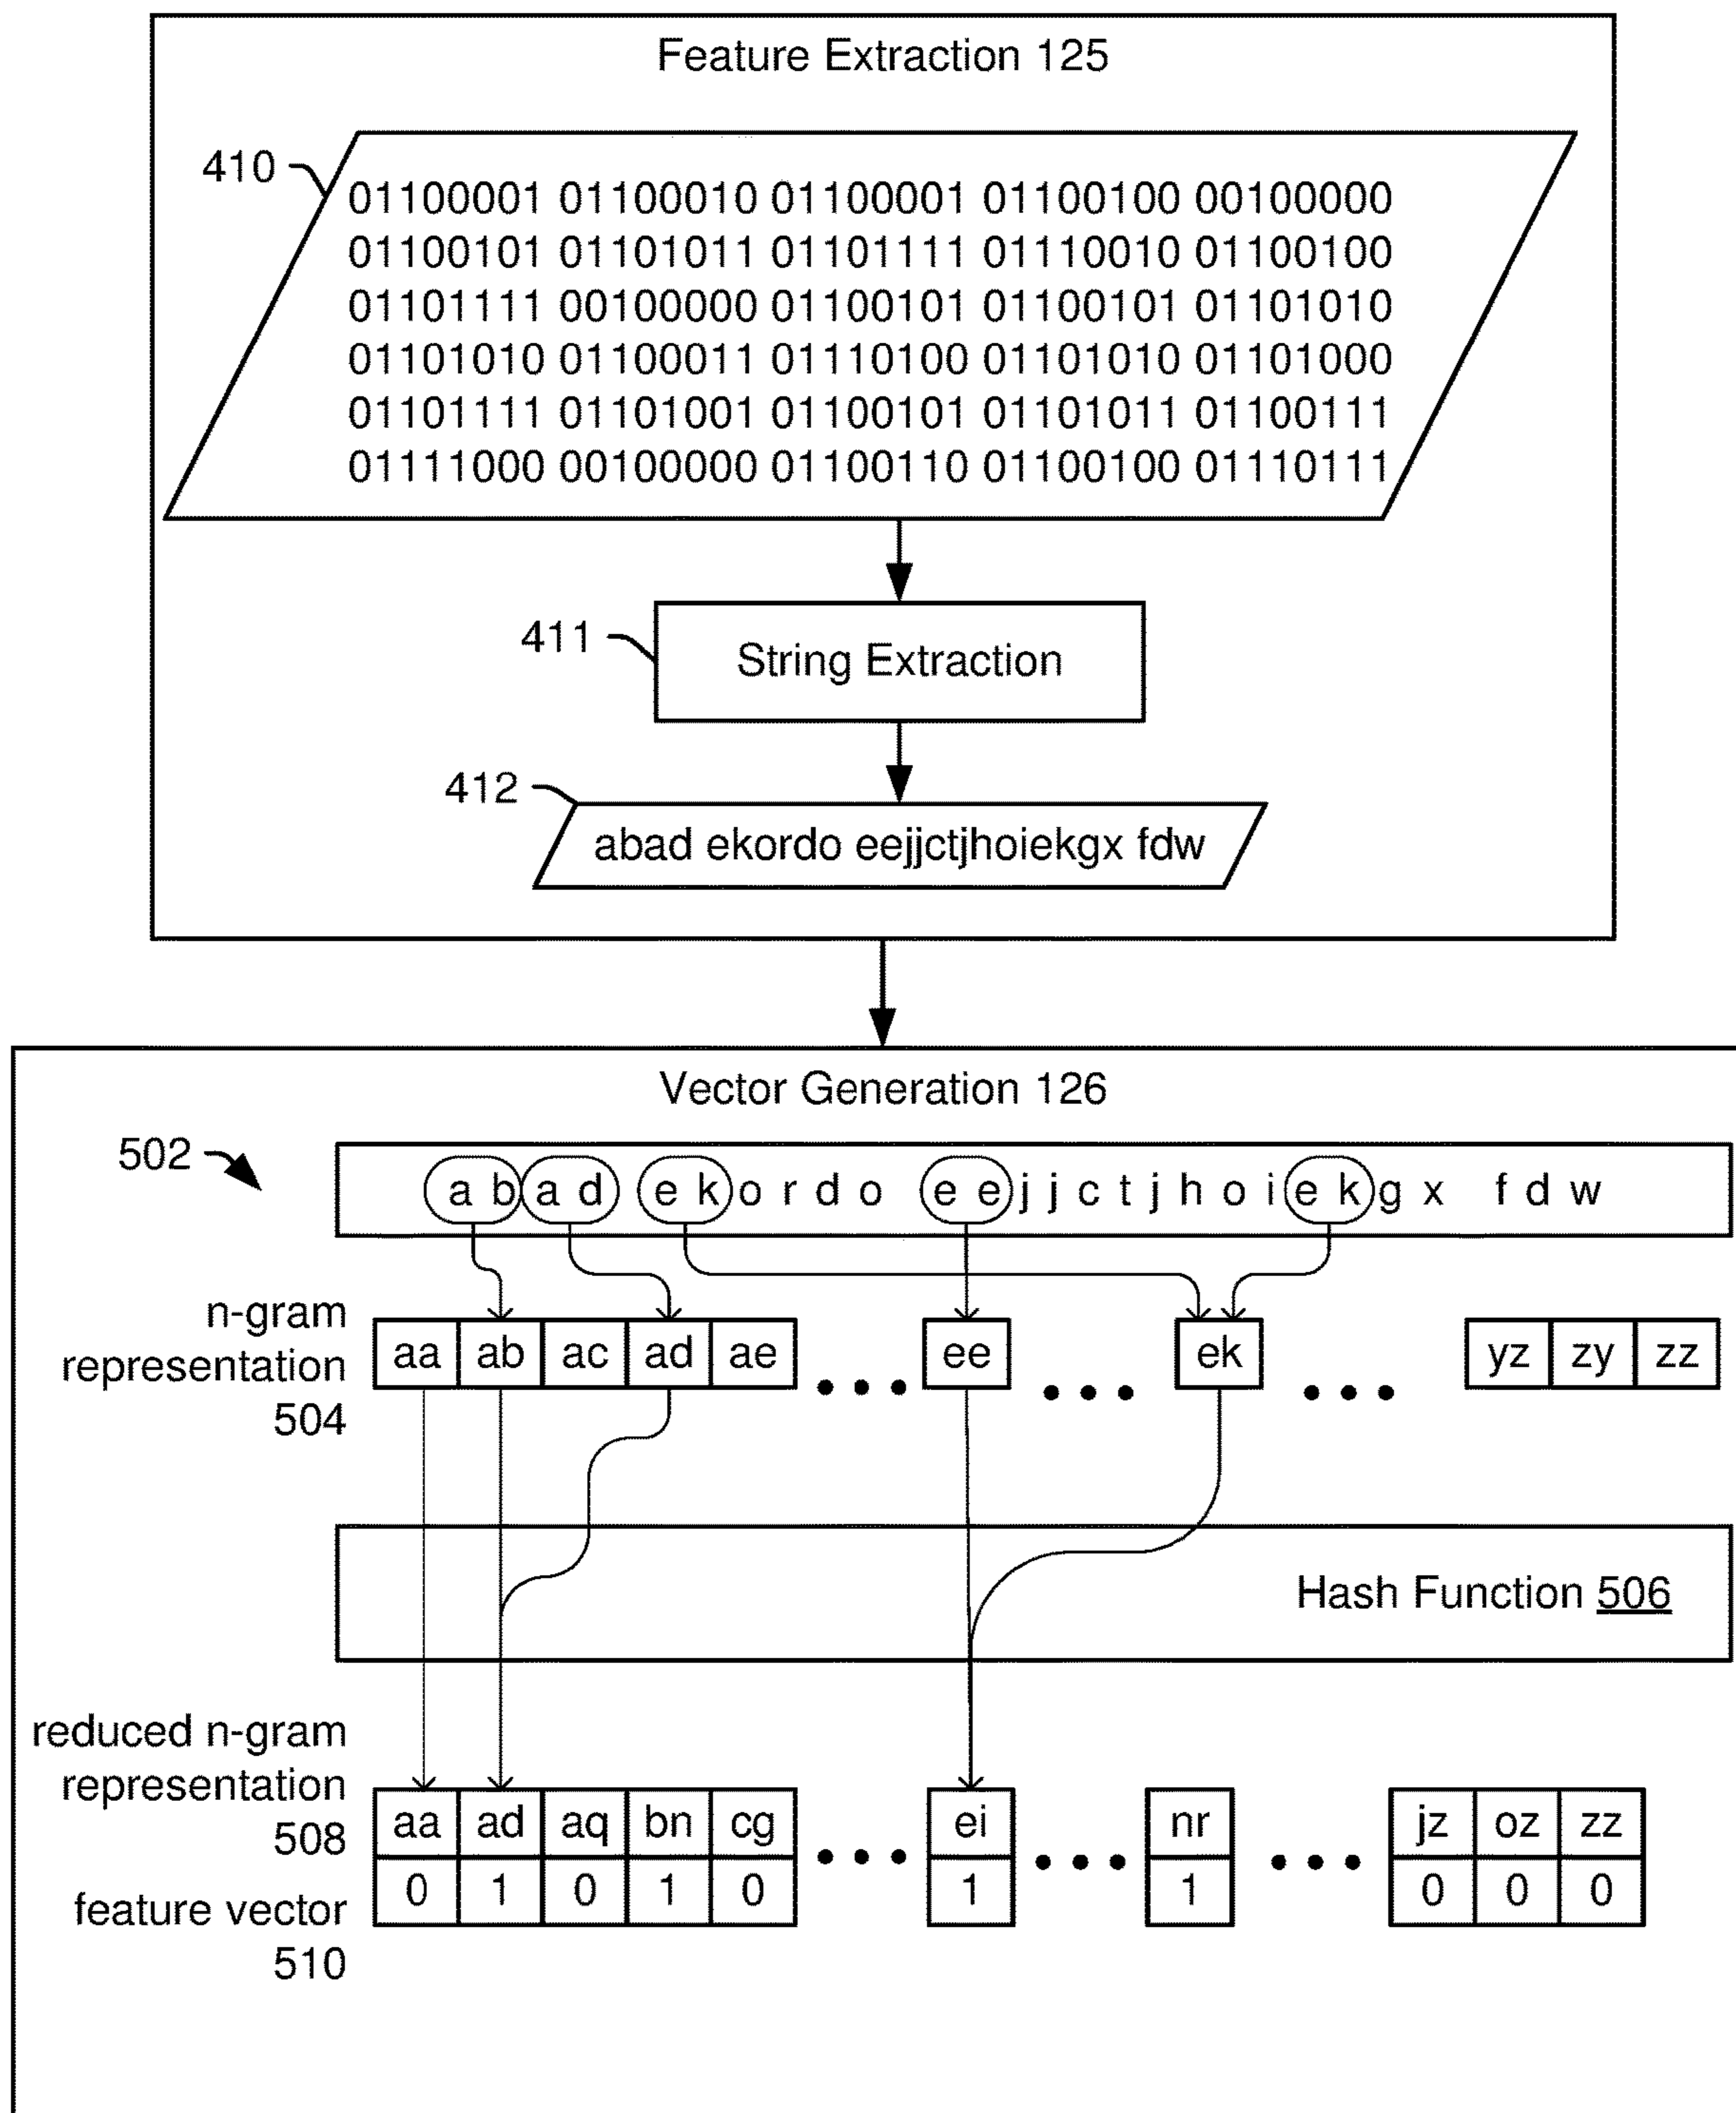 Feature Extraction 125
410
01100001 01100010 01100001 01100100 00100000
01100101 01101011 01101111 01110010 01100100
01101111 00100000 01100101 01100101 01101010
01101010 01100011 01110100 01101010 01101000
01101111 01101001 01100101 01101011 01100111
01111000 00100000 01100110 01100100 01110111
411
String Extraction
412
abad ekordo eejjctjhoiekgx fdw
Vector Generation 126
502
a b a d e k o r d o e e j j c t j h o i e k g x f d w
n-gram
representation
504
aa ab ac ad ae ee ek yz zy zz
Hash Function 506
reduced n-gram
representation
508
aa ad aq bn cg ei nr jz oz zz
feature vector
510
0 1 0 1 0 1 1 0 0 0